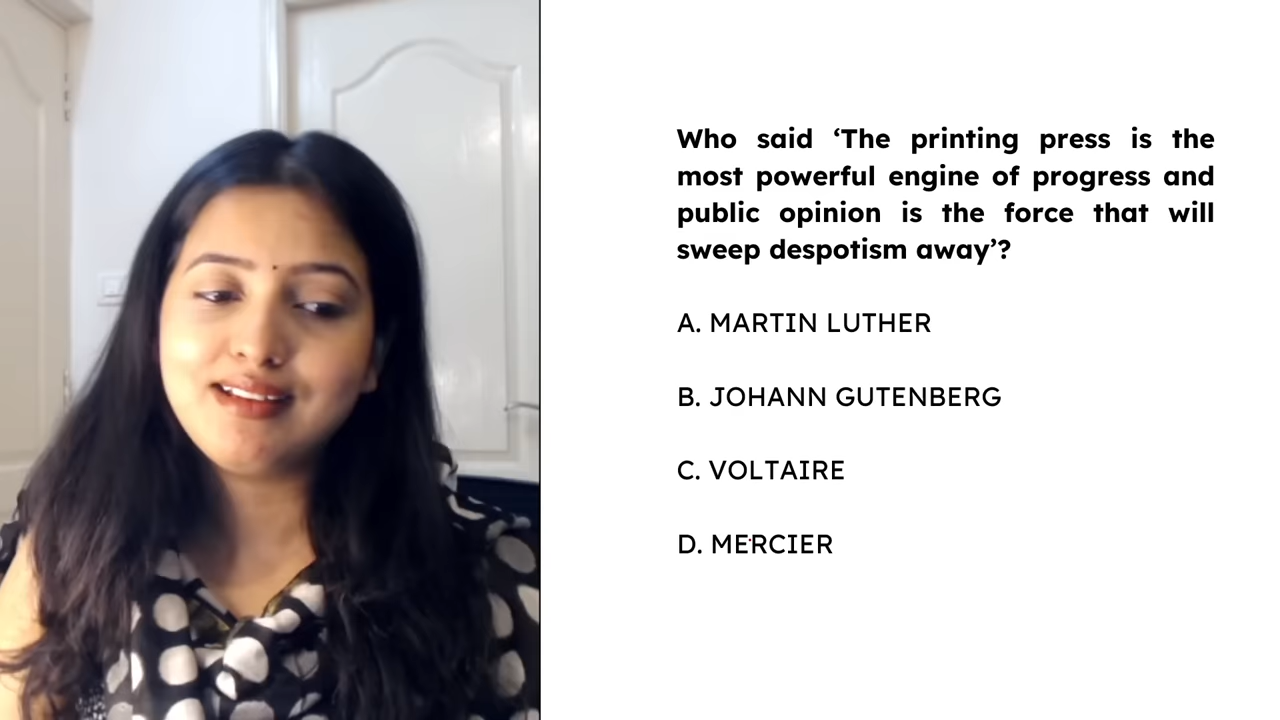 Who said ‘The printing press is the
most powerful engine of progress and
public opinion is the force that will
sweep despotism away’?
A. MARTIN LUTHER
B. JOHANN GUTENBERG
C. VOLTAIRE
D. MERCIER